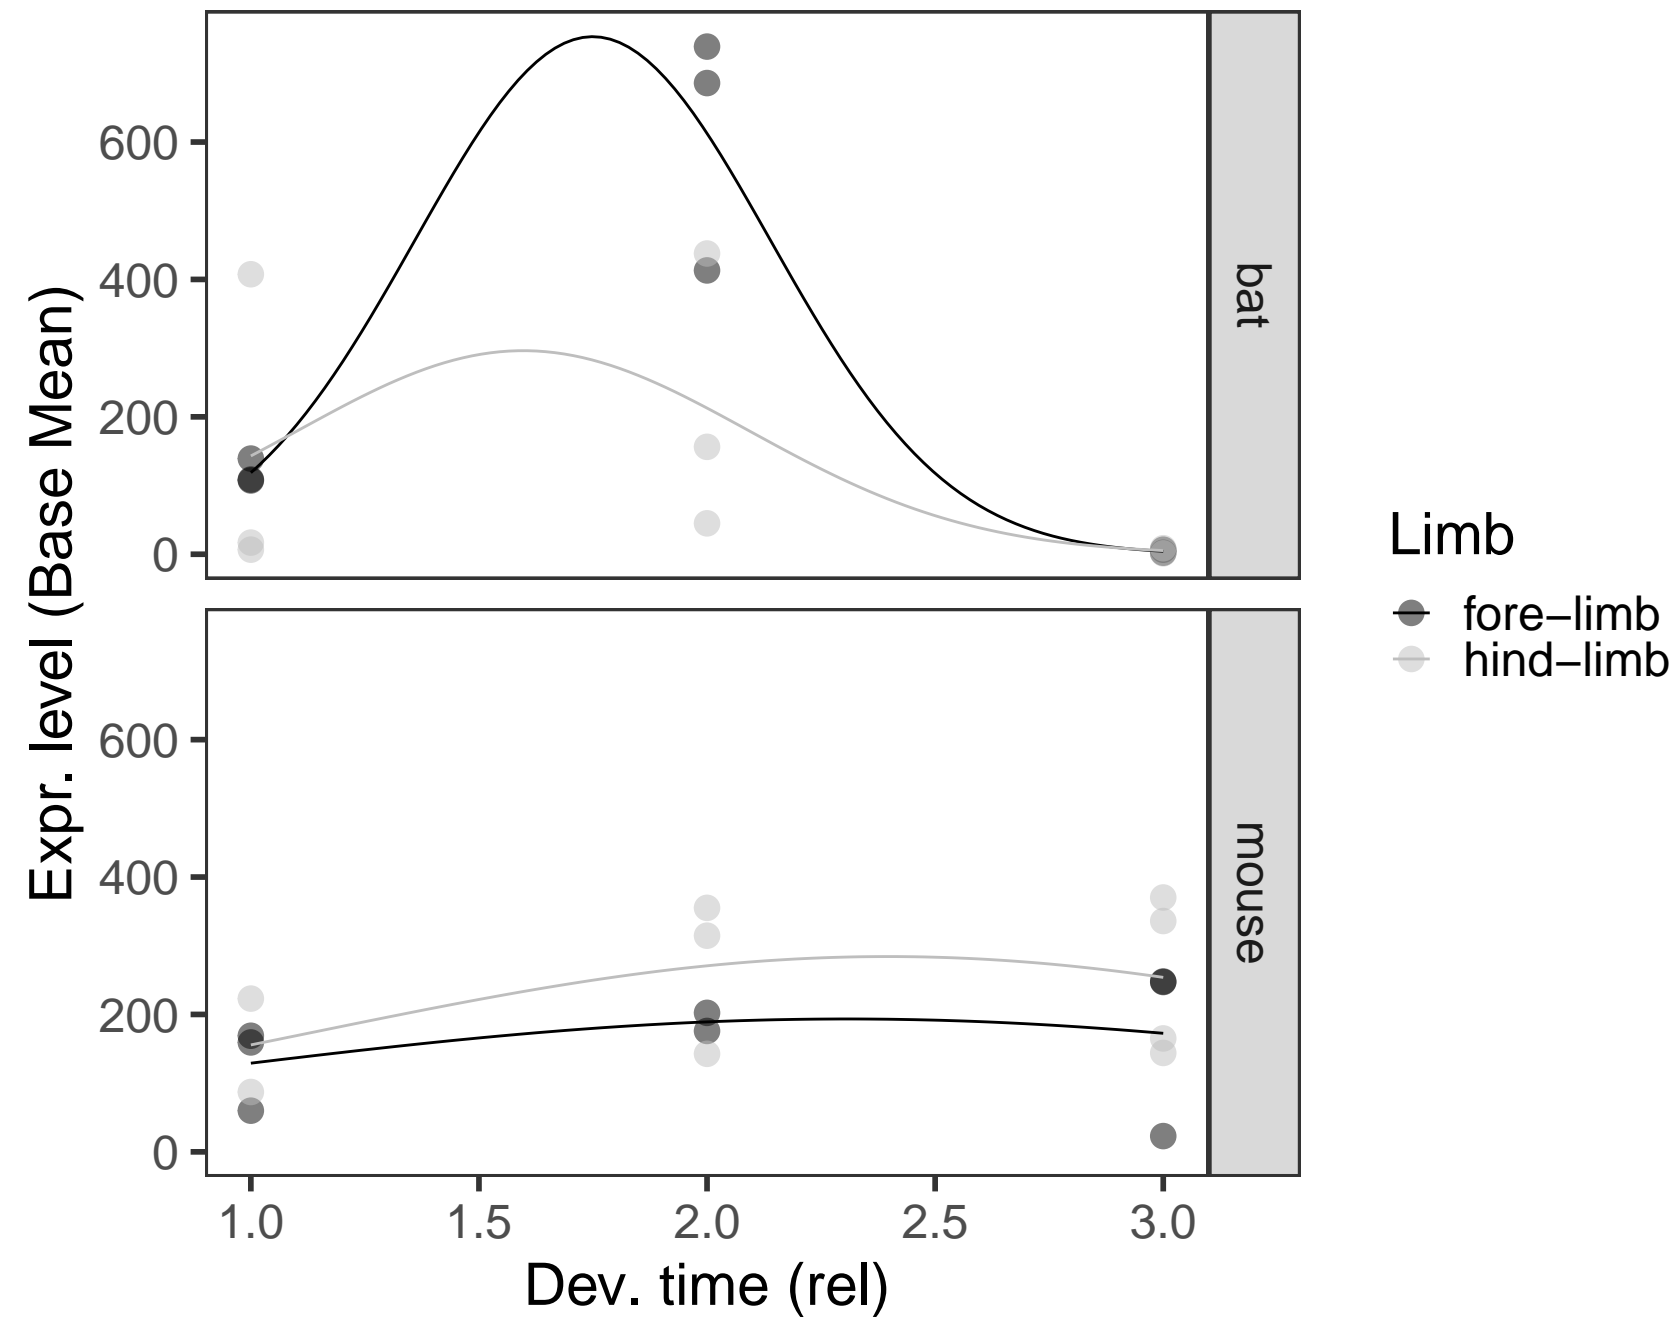 Expr. level (Base Mean)
600
400
200
0
bat
600
400
200
0
mouse
1.0 1.5 2.0 2.5 3.0
Dev. time (rel)
Limb
fore−limb
hind−limb